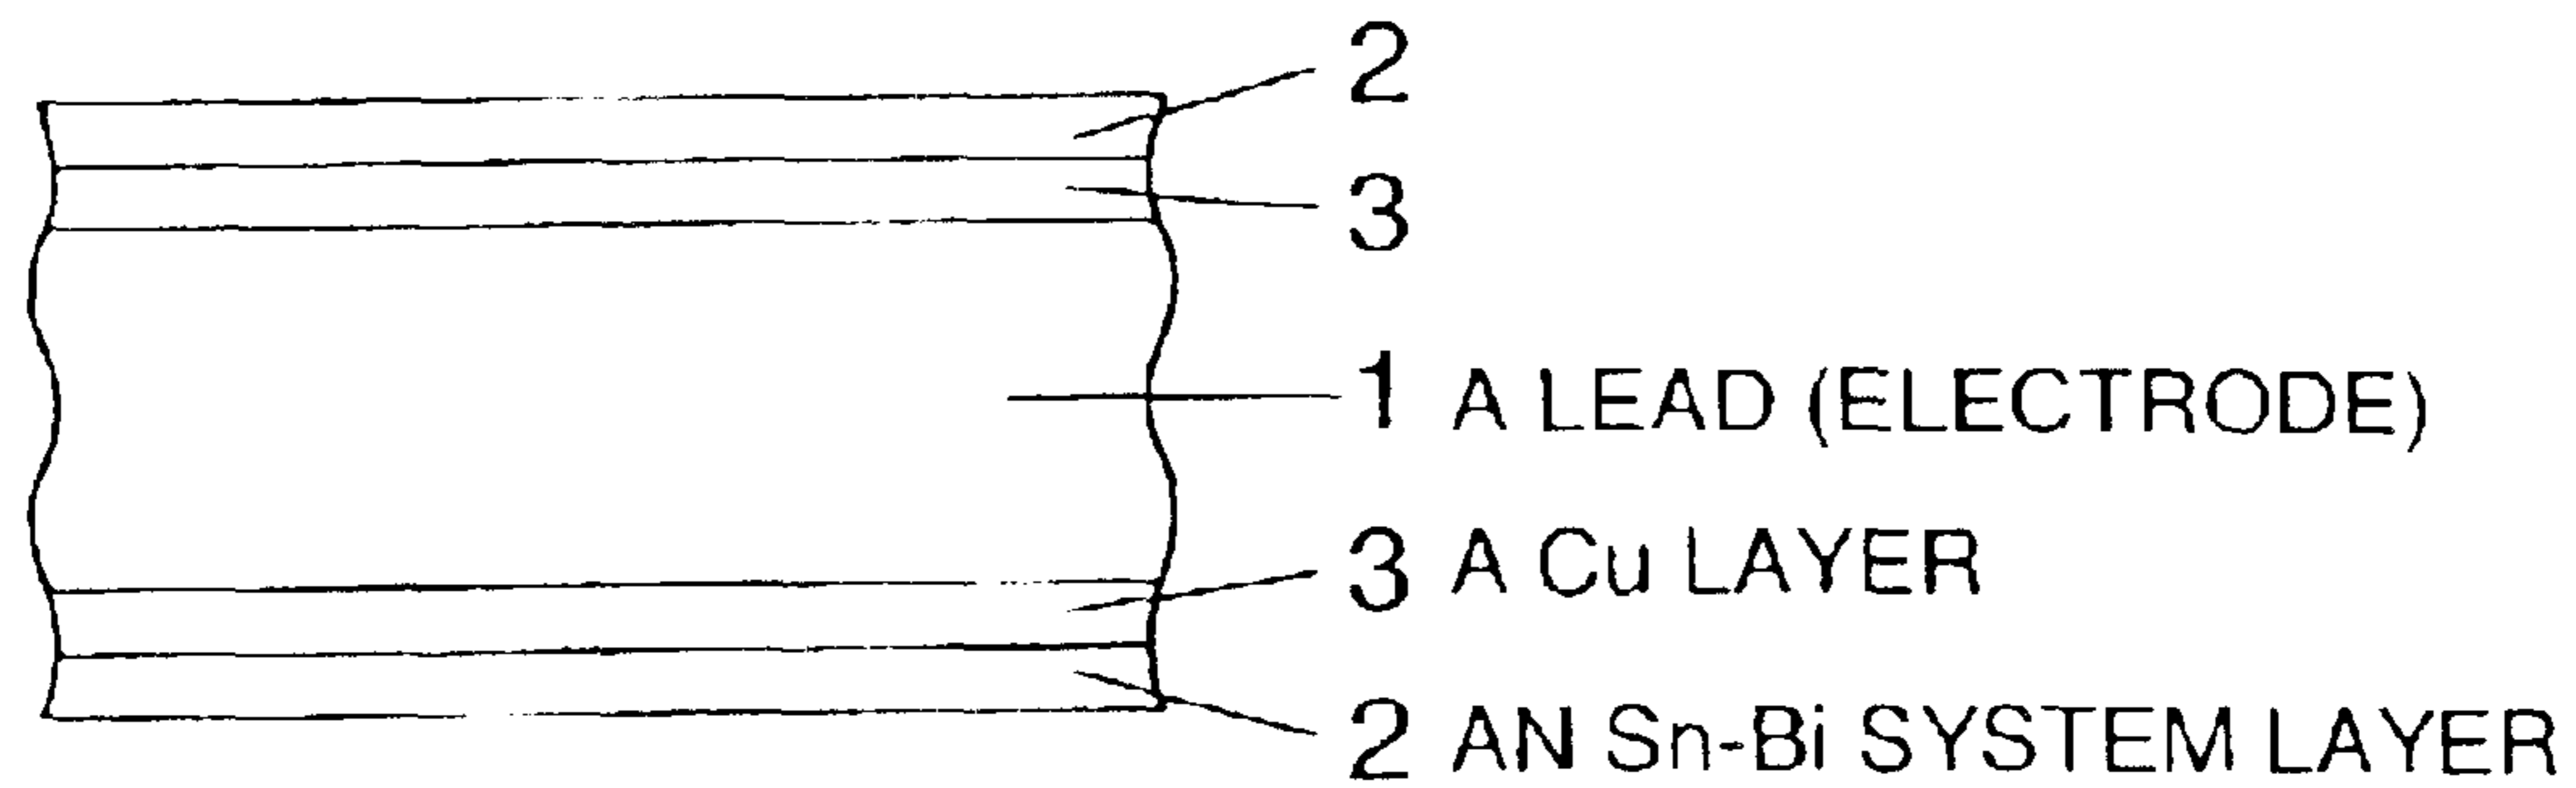 2
3
1 A LEAD (ELECTRODE)
3 A Cu LAYER
2 AN Sn-Bi SYSTEM LAYER